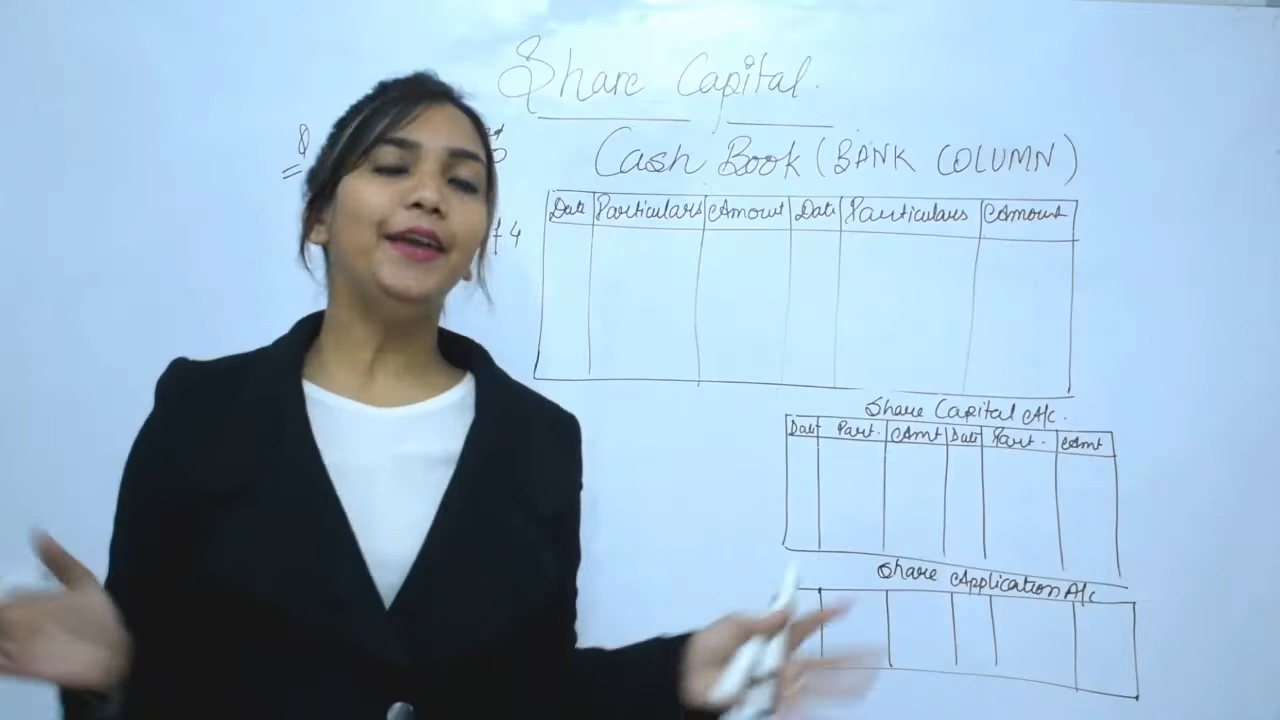 Share Capital.
Q
Cash Book (BANK COLUMN)
Date Particulars Amount Date Particulars Amount
4
Share Capital A/c.
Date Part. Amt Date Part. Amt
Share Application A/c